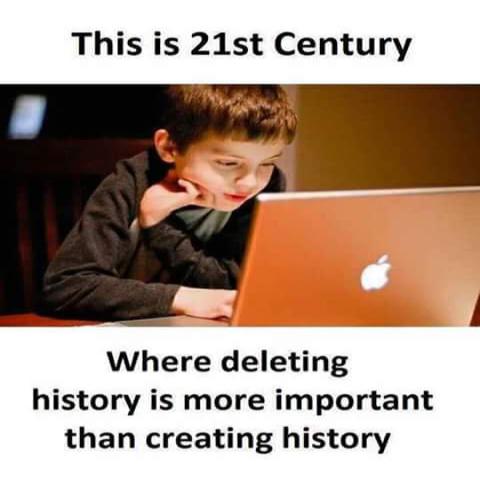 This is 21st Century
Where deleting
history is more important
than creating history